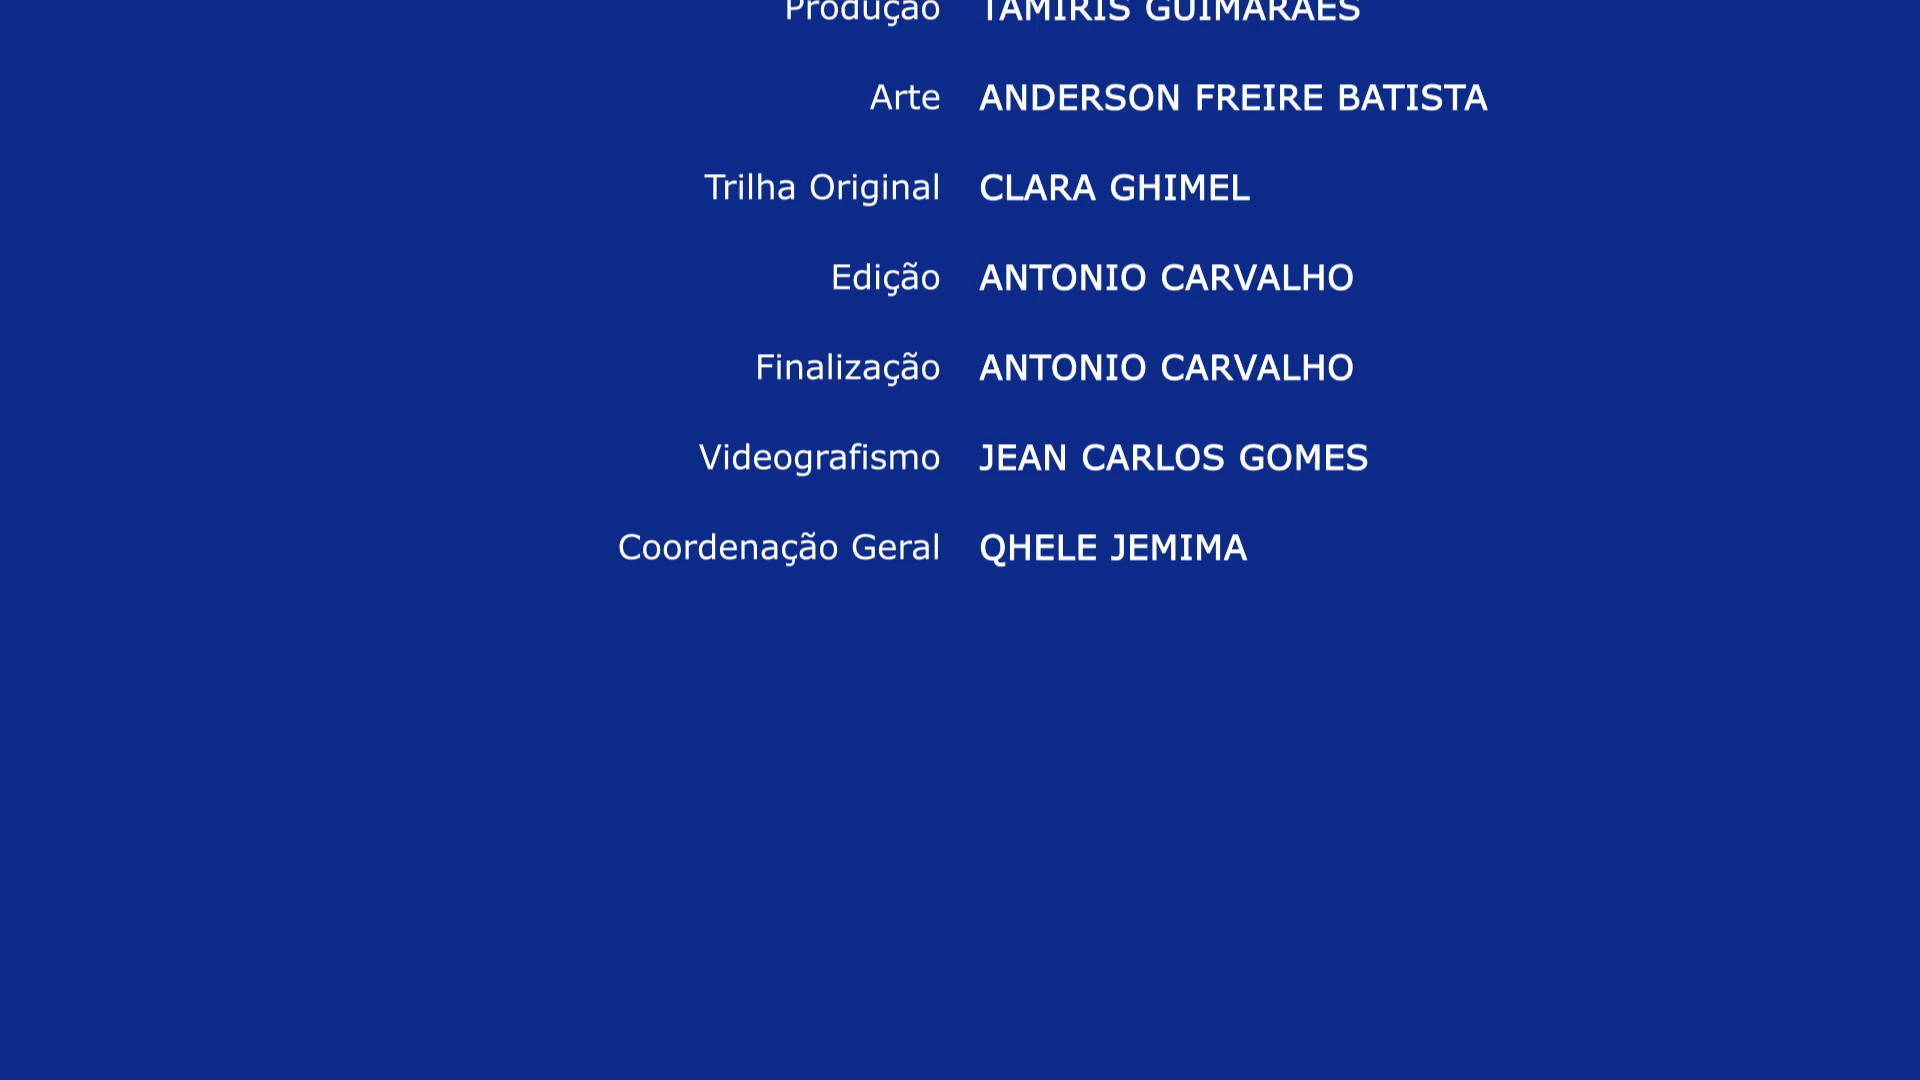 Produção TAMIRIS GUIMARÃES
Arte ANDERSON FREIRE BATISTA
Trilha Original CLARA GHIMEL
Edição ANTONIO CARVALHO
Finalização ANTONIO CARVALHO
Videografismo JEAN CARLOS GOMES
Coordenação Geral QHELE JEMIMA